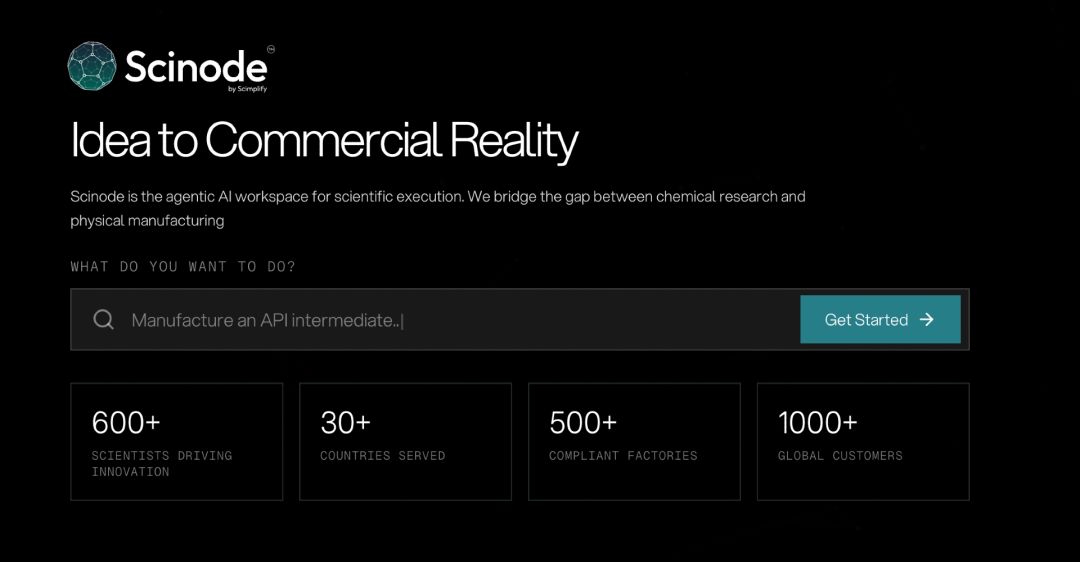 Scinode™
by Scimplify
Idea to Commercial Reality
Scinode is the agentic AI workspace for scientific execution. We bridge the gap between chemical research and
physical manufacturing
WHAT DO YOU WANT TO DO?
Manufacture an API intermediate..|
Get Started →
600+
SCIENTISTS DRIVING
INNOVATION
30+
COUNTRIES SERVED
500+
COMPLIANT FACTORIES
1000+
GLOBAL CUSTOMERS